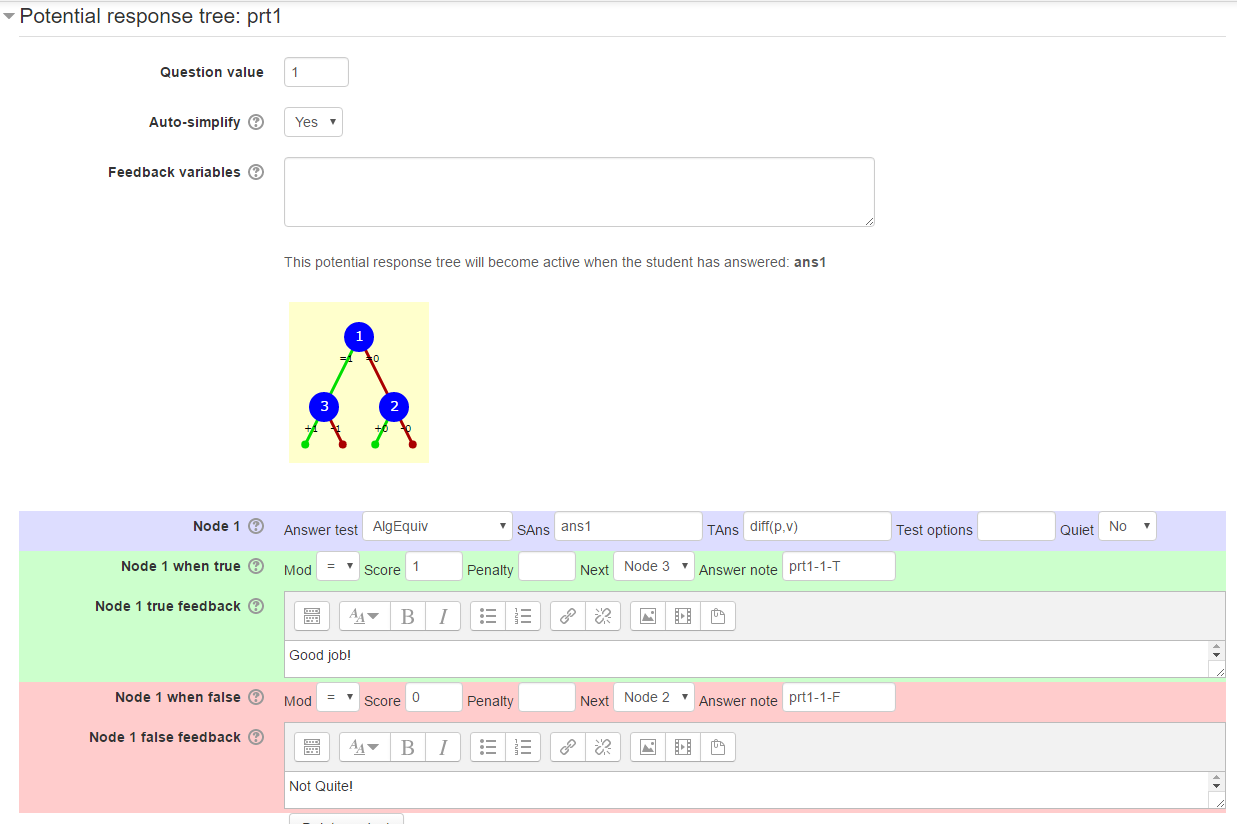 Potential response tree: prt1
Question value 1
Auto-simplify Yes
Feedback variables
This potential response tree will become active when the student has answered: ans1
1
=1 =0
3 2
+1 -1 +0 -0
Node 1 Answer test AlgEquiv SAns ans1 TAns diff(p,v) Test options Quiet No
Node 1 when true Mod = Score 1 Penalty Next Node 3 Answer note prt1-1-T
Node 1 true feedback
Good job!
Node 1 when false Mod = Score 0 Penalty Next Node 2 Answer note prt1-1-F
Node 1 false feedback
Not Quite!